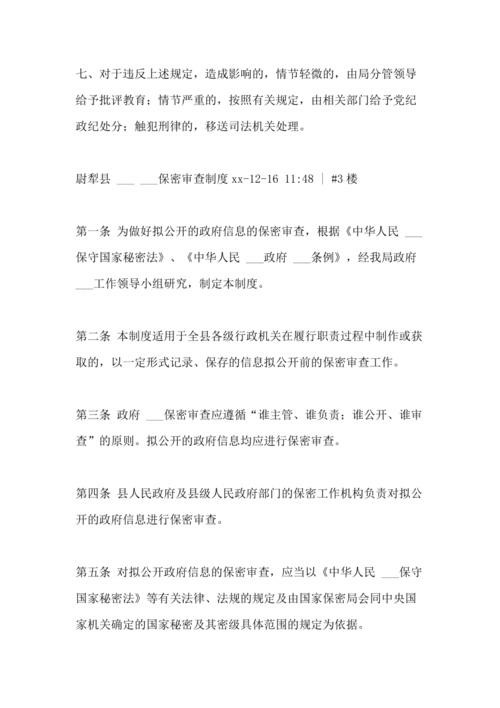 七、对于违反上述规定，造成影响的，情节轻微的，由局分管领导
给予批评教育；情节严重的，按照有关规定，由相关部门给予党纪
政纪处分；触犯刑律的，移送司法机关处理。
尉犁县 ___ ___保密审查制度 xx-12-16 11:48 | #3 楼
第一条 为做好拟公开的政府信息的保密审查，根据《中华人民 ___
保守国家秘密法》、《中华人民 ___政府 ___条例》，经我局政府
___工作领导小组研究，制定本制度。
第二条 本制度适用于全县各级行政机关在履行职责过程中制作或获
取的，以一定形式记录、保存的信息拟公开前的保密审查工作。
第三条 政府 ___保密审查应遵循“谁主管、谁负责；谁公开、谁审
查”的原则。拟公开的政府信息均应进行保密审查。
第四条 县人民政府及县级人民政府部门的保密工作机构负责对拟公
开的政府信息进行保密审查。
第五条 对拟公开政府信息的保密审查，应当以《中华人民 ___保守
国家秘密法》等有关法律、法规的规定及由国家保密局会同中央国
家机关确定的国家秘密及其密级具体范围的规定为依据。